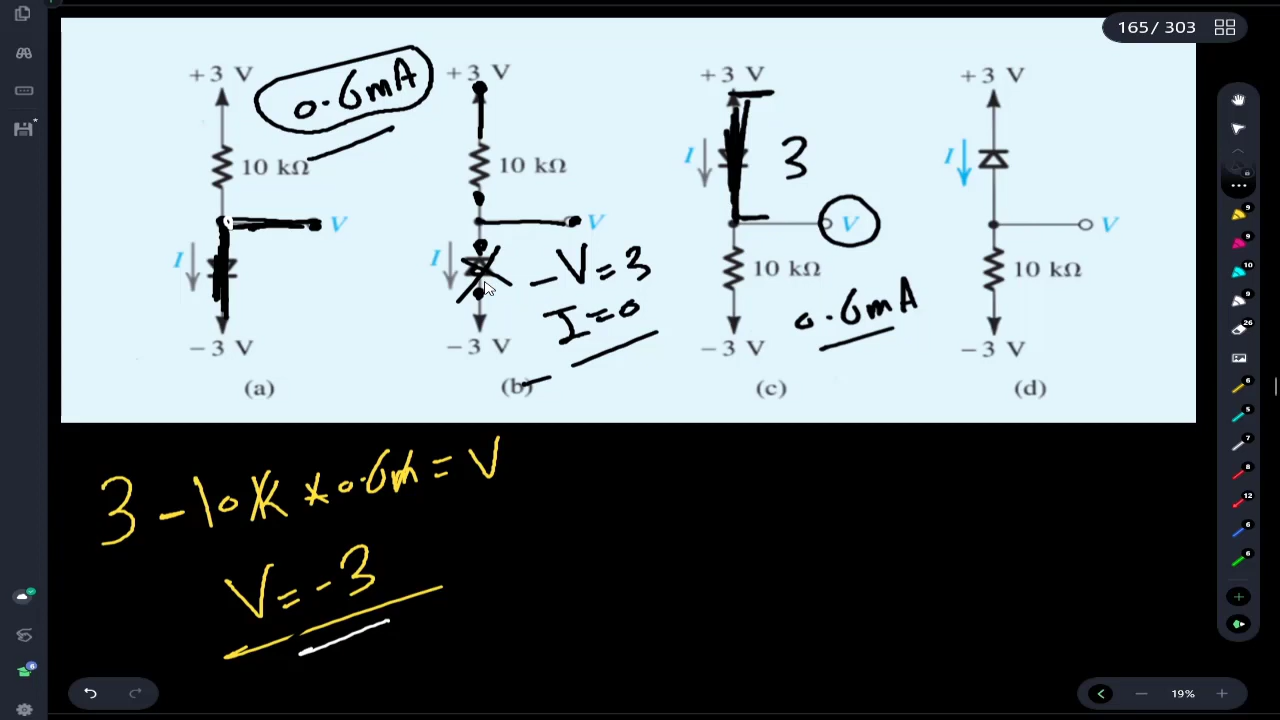 165 / 303
+3 V
0.6mA
10 kΩ
V
I
−3 V
(a)
+3 V
10 kΩ
V
I
−V=3
I=0
−3 V
(b)
+3 V
I
3
V
10 kΩ
0.6mA
−3 V
(c)
+3 V
I
V
10 kΩ
−3 V
(d)
3 − 10K × 0.6m = V
V = −3
19%